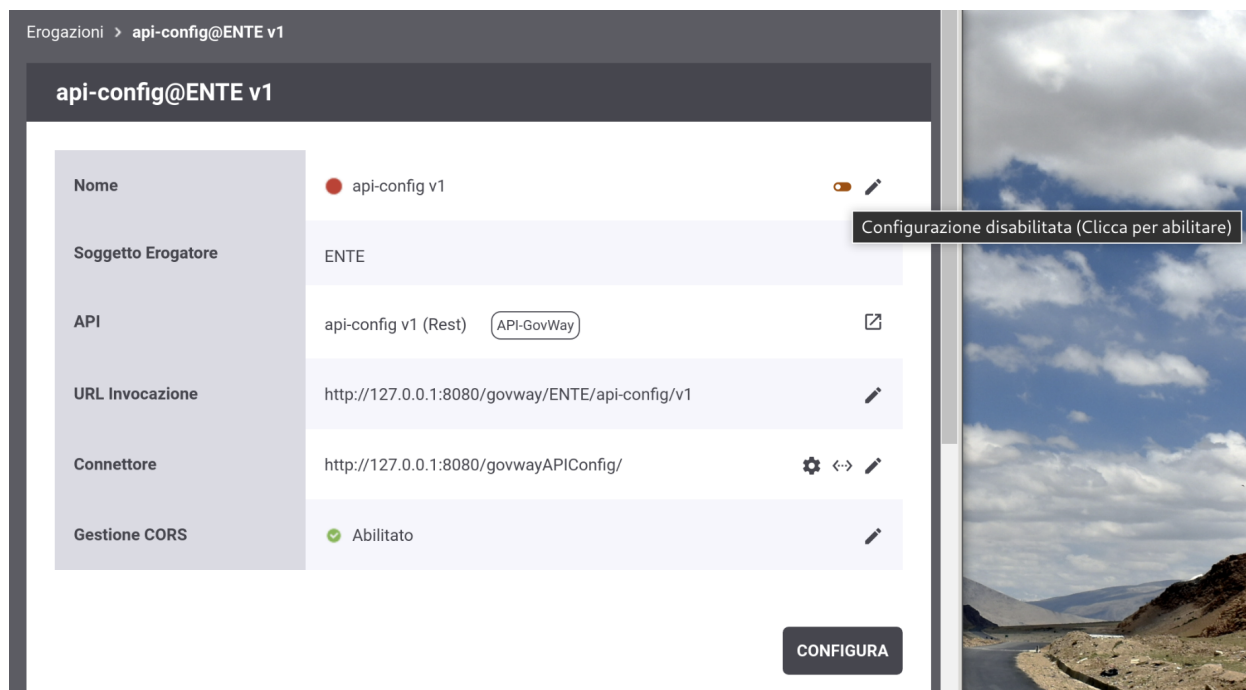 Erogazioni > api-config@ENTE v1
api-config@ENTE v1
Nome api-config v1
Configurazione disabilitata (Clicca per abilitare)
Soggetto Erogatore ENTE
API api-config v1 (Rest) API-GovWay
URL Invocazione http://127.0.0.1:8080/govway/ENTE/api-config/v1
Connettore http://127.0.0.1:8080/govwayAPIConfig/
Gestione CORS Abilitato
CONFIGURA